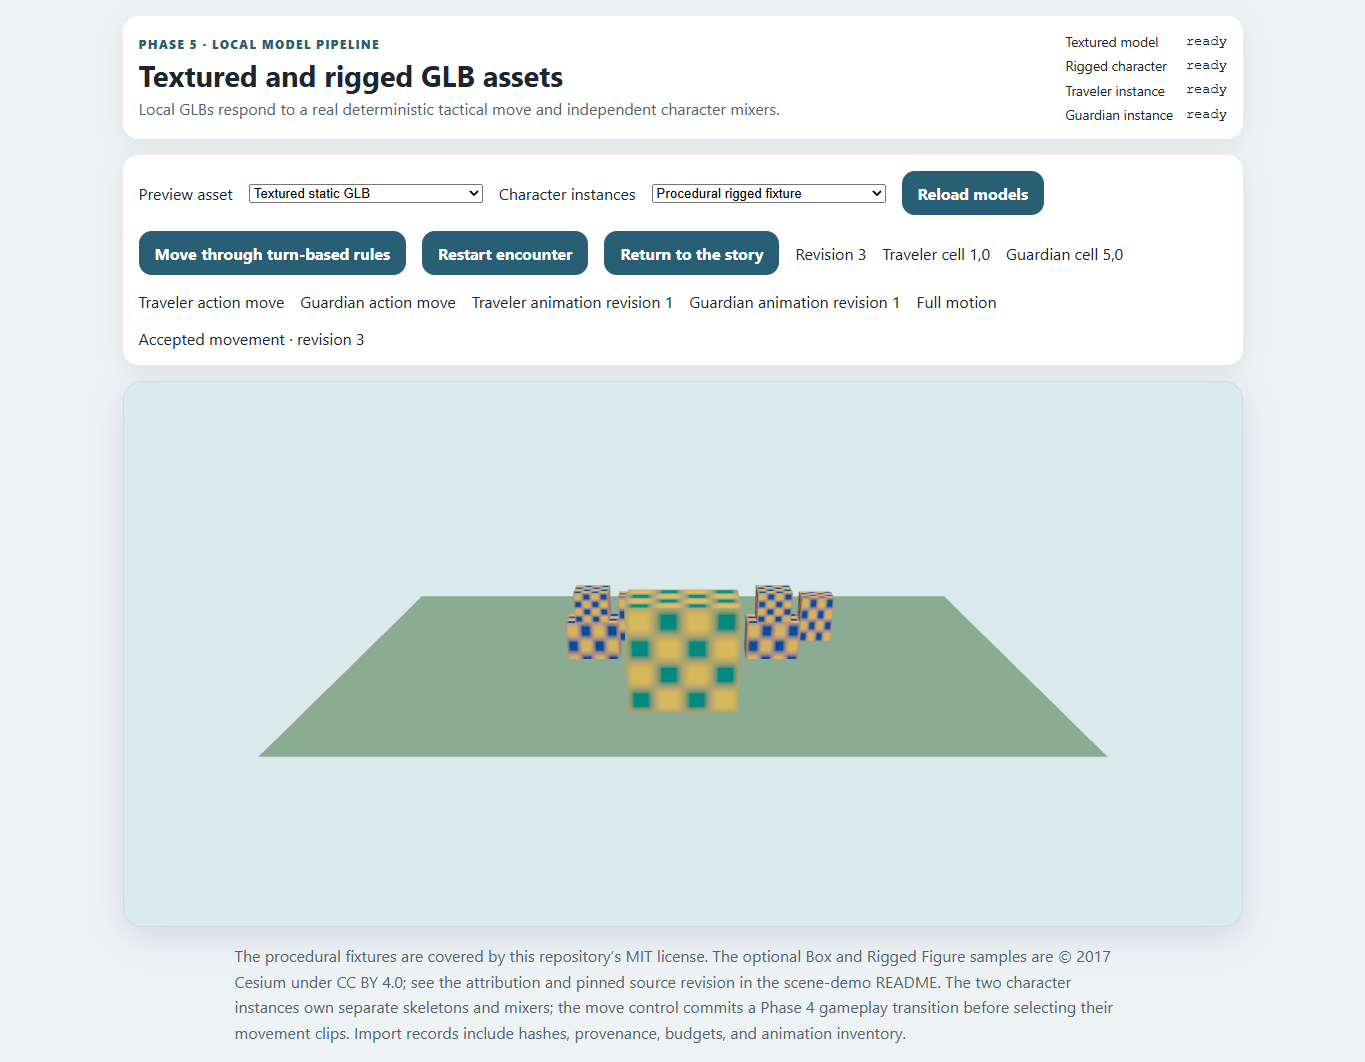 PHASE 5 · LOCAL MODEL PIPELINE
Textured and rigged GLB assets
Local GLBs respond to a real deterministic tactical move and independent character mixers.
Textured model ready
Rigged character ready
Traveler instance ready
Guardian instance ready
Preview asset Textured static GLB Character instances Procedural rigged fixture Reload models
Move through turn-based rules Restart encounter Return to the story Revision 3 Traveler cell 1,0 Guardian cell 5,0
Traveler action move Guardian action move Traveler animation revision 1 Guardian animation revision 1 Full motion
Accepted movement · revision 3
The procedural fixtures are covered by this repository’s MIT license. The optional Box and Rigged Figure samples are © 2017
Cesium under CC BY 4.0; see the attribution and pinned source revision in the scene-demo README. The two character
instances own separate skeletons and mixers; the move control commits a Phase 4 gameplay transition before selecting their
movement clips. Import records include hashes, provenance, budgets, and animation inventory.